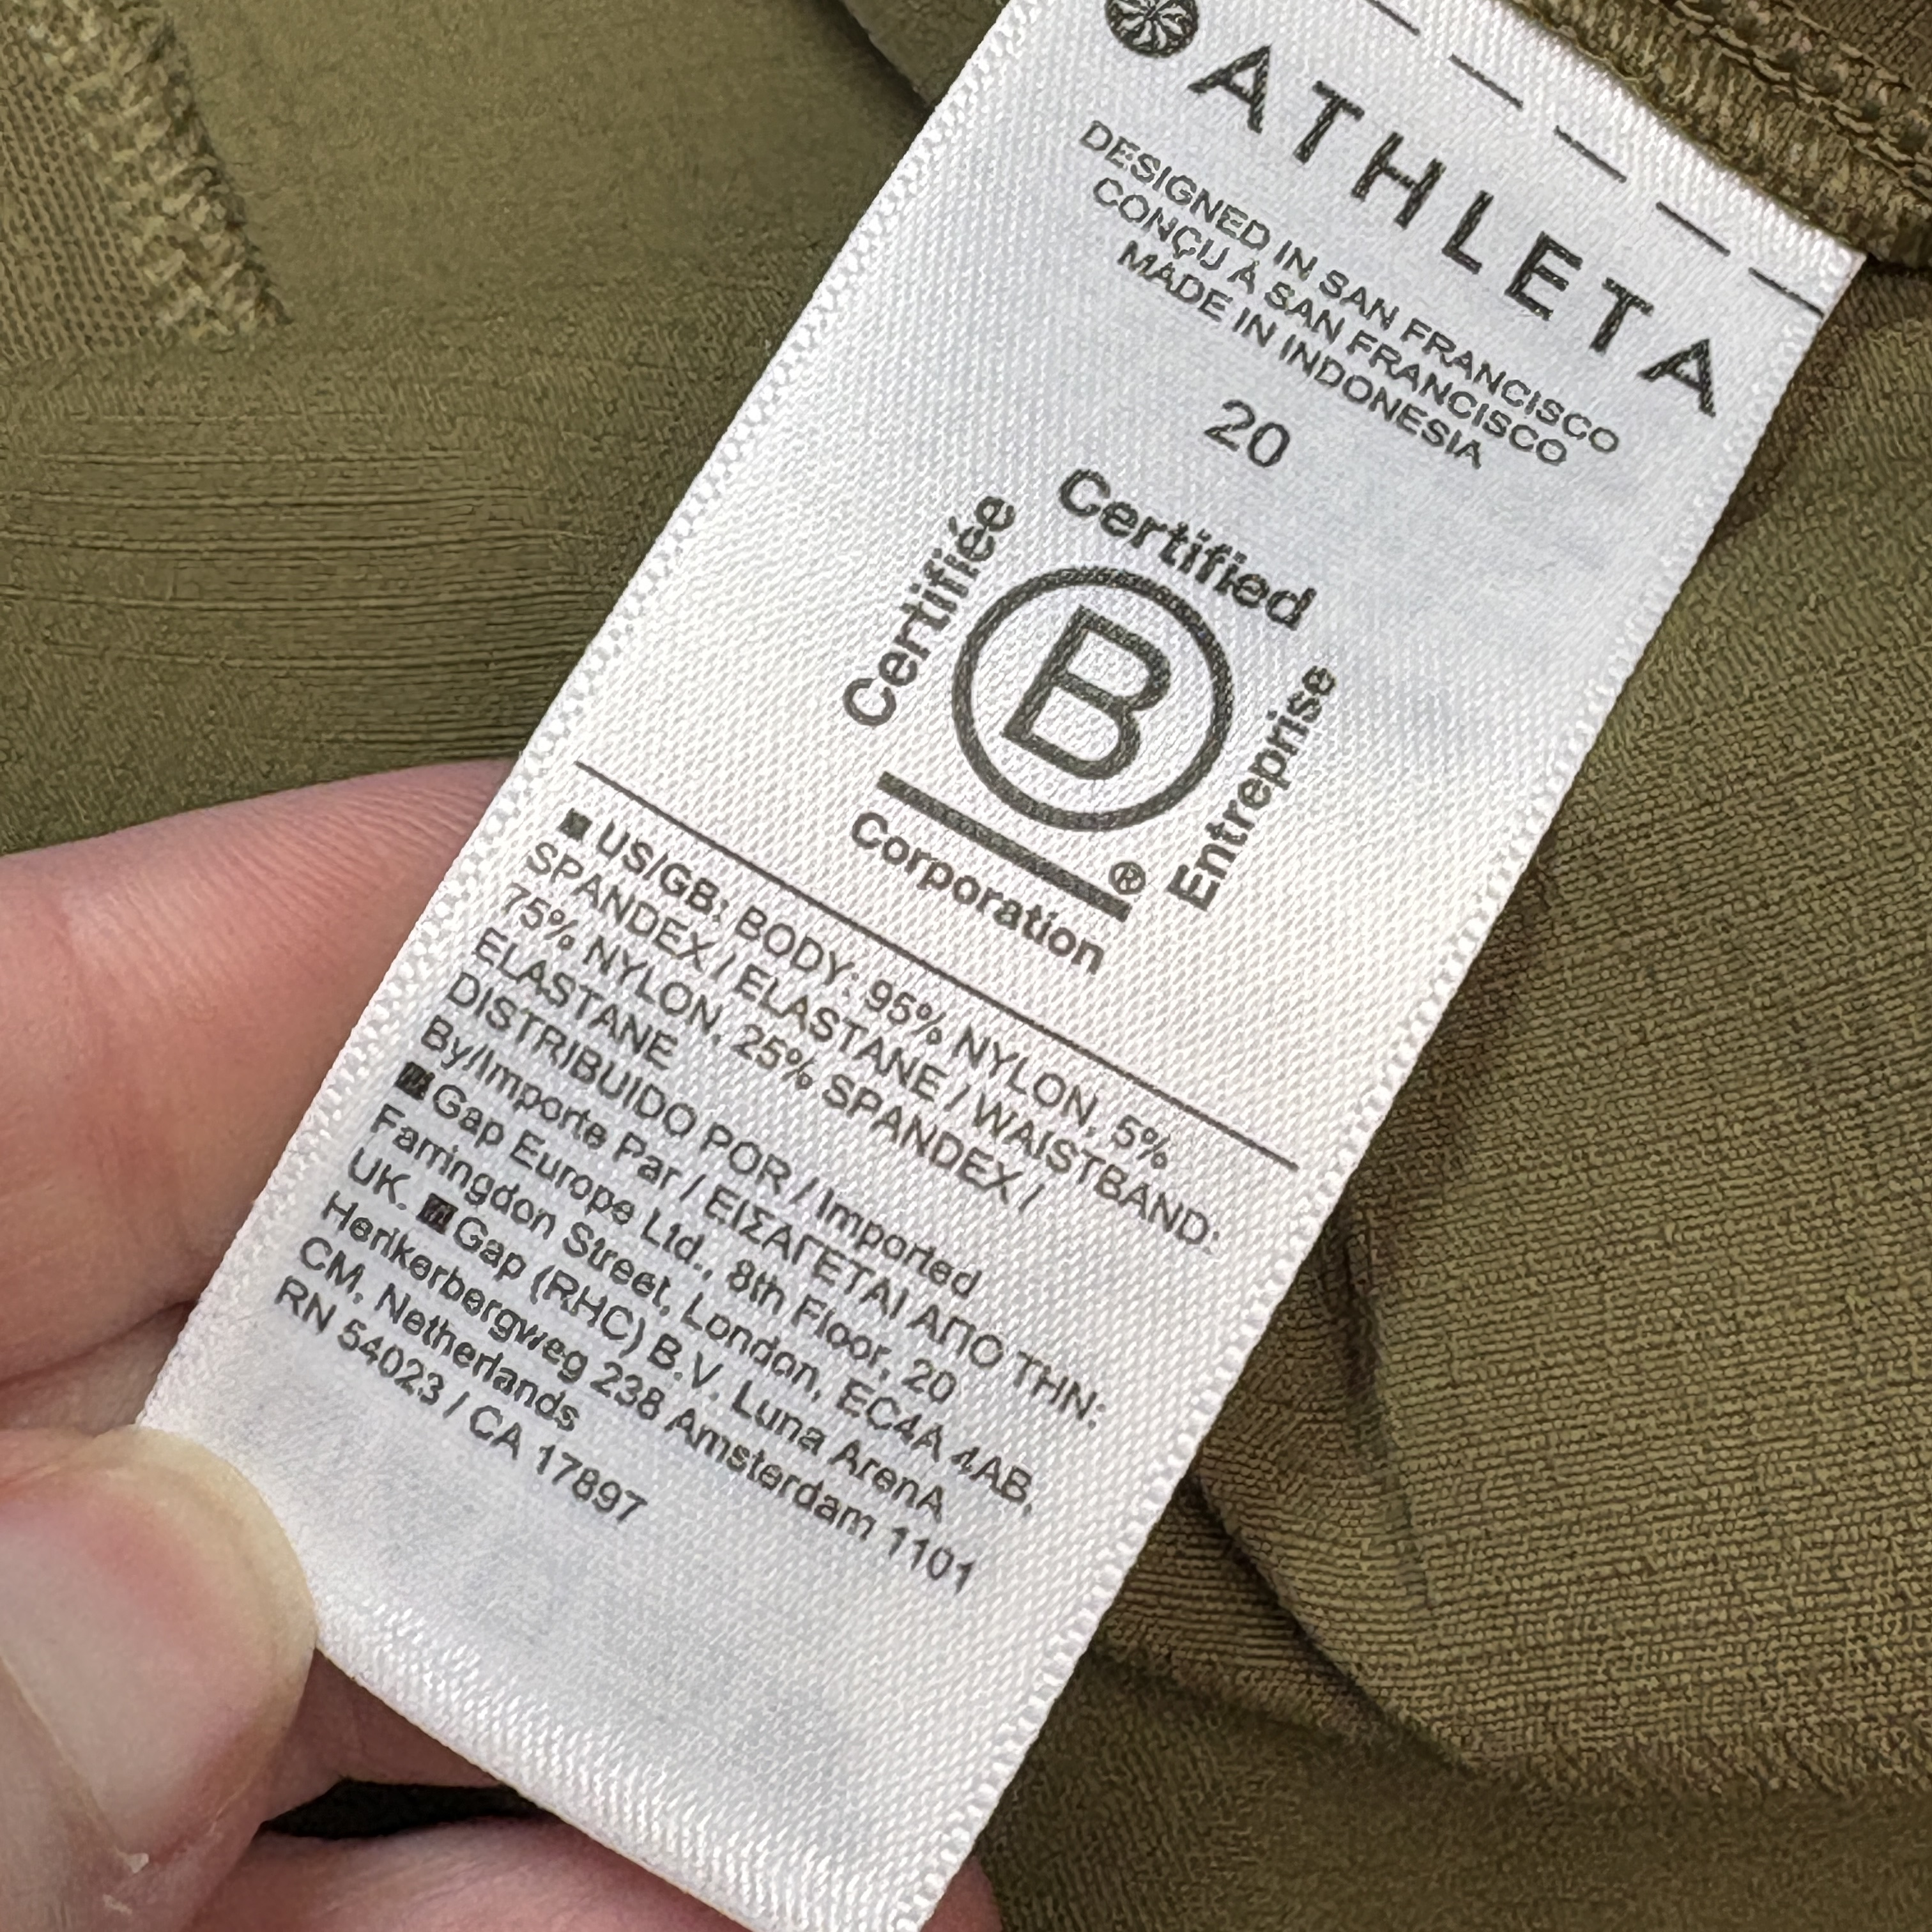 ATHLETA
DESIGNED IN SAN FRANCISCO
CONÇU À SAN FRANCISCO
MADE IN INDONESIA
20
Certified
Certifiée
B
Entreprise
®
Corporation
■ US/GB: BODY: 95% NYLON, 5%
SPANDEX / ELASTANE / WAISTBAND:
75% NYLON, 25% SPANDEX /
ELASTANE
DISTRIBUIDO POR / Imported
By/Importe Par / ΕΙΣΑΓΕΤΑΙ ΑΠΟ ΤΗΝ:
Gap Europe Ltd., 8th Floor, 20
Farringdon Street, London, EC4A 4AB,
UK. Gap (RHC) B.V. Luna ArenA
Herikerbergweg 238 Amsterdam 1101
CM, Netherlands
RN 54023 / CA 17897